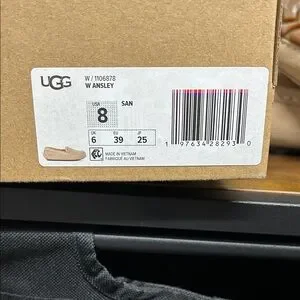 UGG
W / 1106878
W ANSLEY
USA
8
SAN
UK
6
EU
39
JP
25
MADE IN VIETNAM
FABRIQUÉ AU VIETNAM
1 97634 28293 0